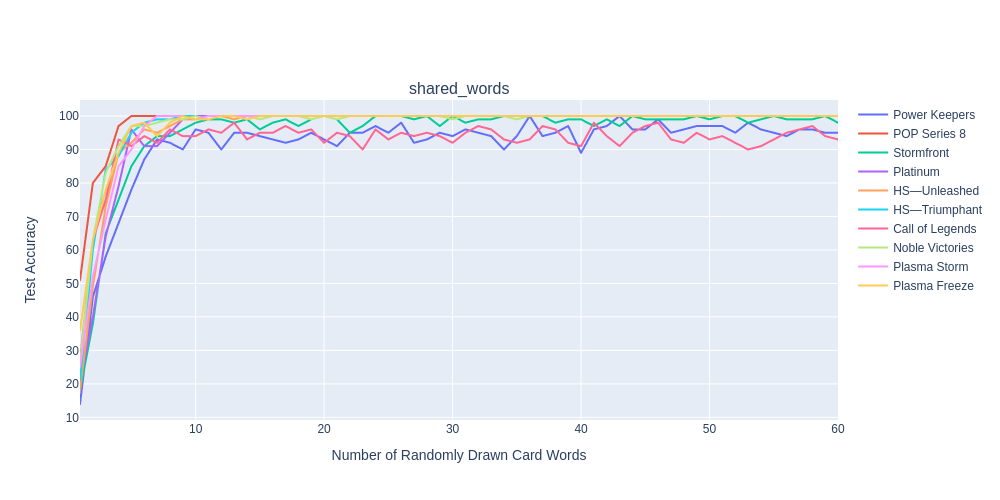 shared_words
Test Accuracy
100
90
80
70
60
50
40
30
20
10
10
20
30
40
50
60
Number of Randomly Drawn Card Words
Power Keepers
POP Series 8
Stormfront
Platinum
HS—Unleashed
HS—Triumphant
Call of Legends
Noble Victories
Plasma Storm
Plasma Freeze